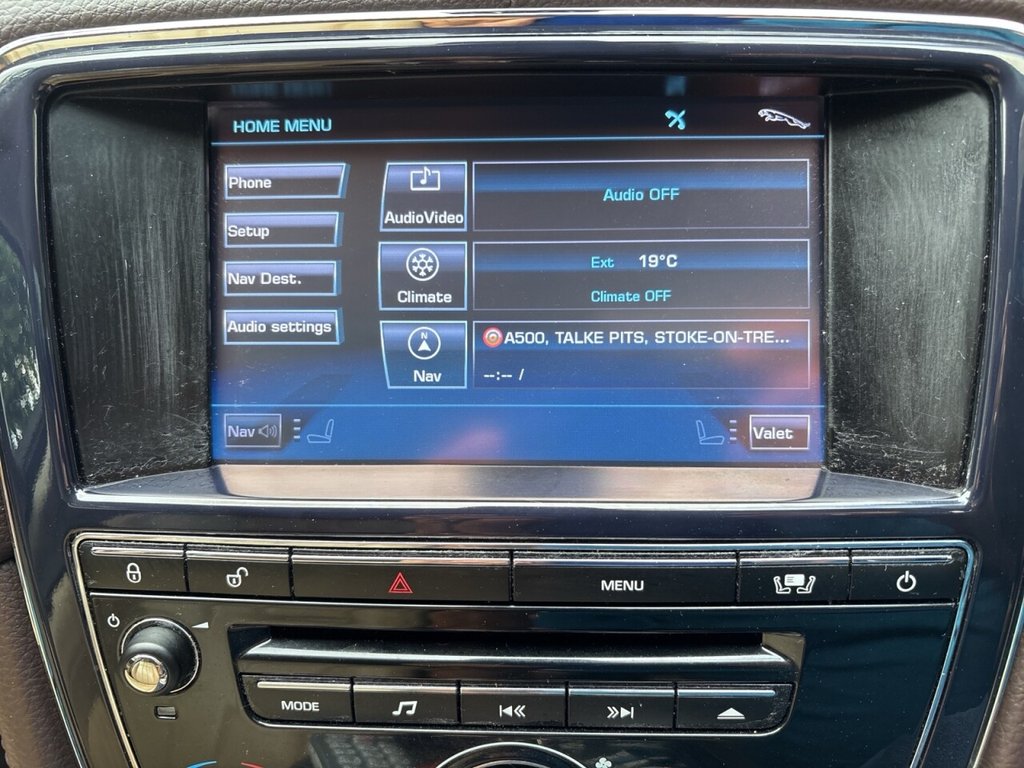 HOME MENU
Phone
AudioVideo
Audio OFF
Setup
Ext 19°C
Nav Dest.
Climate
Climate OFF
Audio settings
N
A500, TALKE PITS, STOKE-ON-TRE...
Nav
--:-- /
Nav
Valet
MENU
MODE